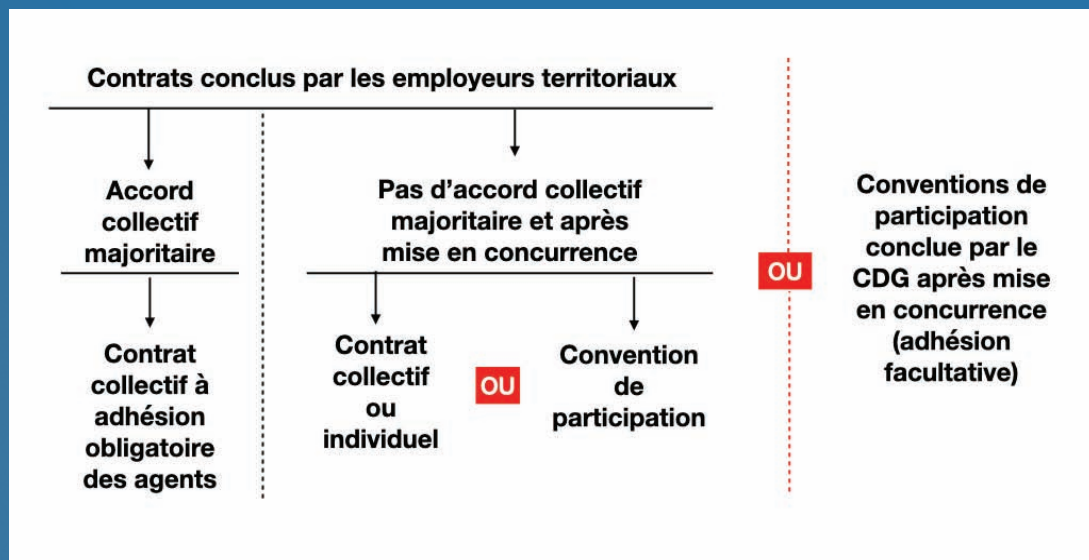 Contrats conclus par les employeurs territoriaux
Accord
collectif
majoritaire
Contrat
collectif à
adhésion
obligatoire
des agents
Pas d’accord collectif
majoritaire et après
mise en concurrence
Contrat
collectif
ou
individuel
OU
Convention
de
participation
OU
Conventions de
participation
conclue par le
CDG après mise
en concurrence
(adhésion
facultative)